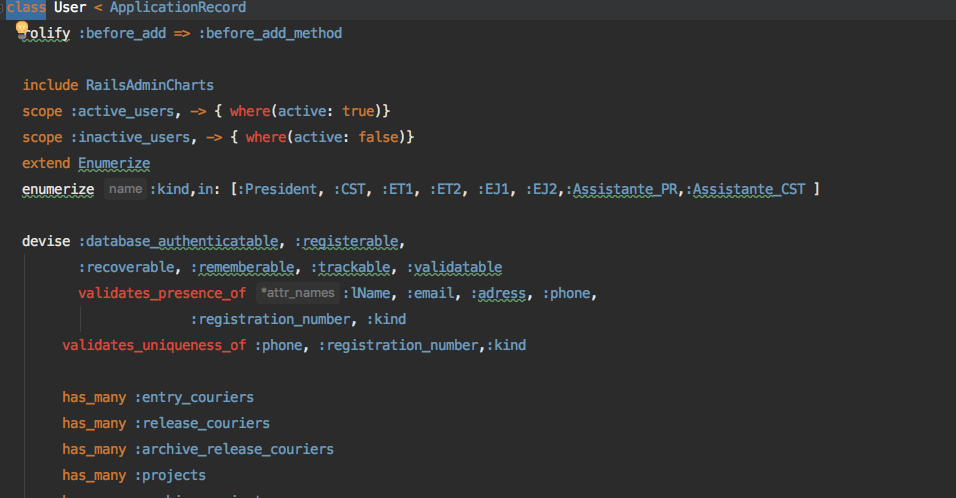 class User < ApplicationRecord
rolify :before_add => :before_add_method
include RailsAdminCharts
scope :active_users, -> { where(active: true)}
scope :inactive_users, -> { where(active: false)}
extend Enumerize
enumerize name :kind,in: [:President, :CST, :ET1, :ET2, :EJ1, :EJ2,:Assistante_PR,:Assistante_CST ]
devise :database_authenticatable, :registerable,
:recoverable, :rememberable, :trackable, :validatable
validates_presence_of *attr_names :lName, :email, :adress, :phone,
:registration_number, :kind
validates_uniqueness_of :phone, :registration_number,:kind
has_many :entry_couriers
has_many :release_couriers
has_many :archive_release_couriers
has_many :projects